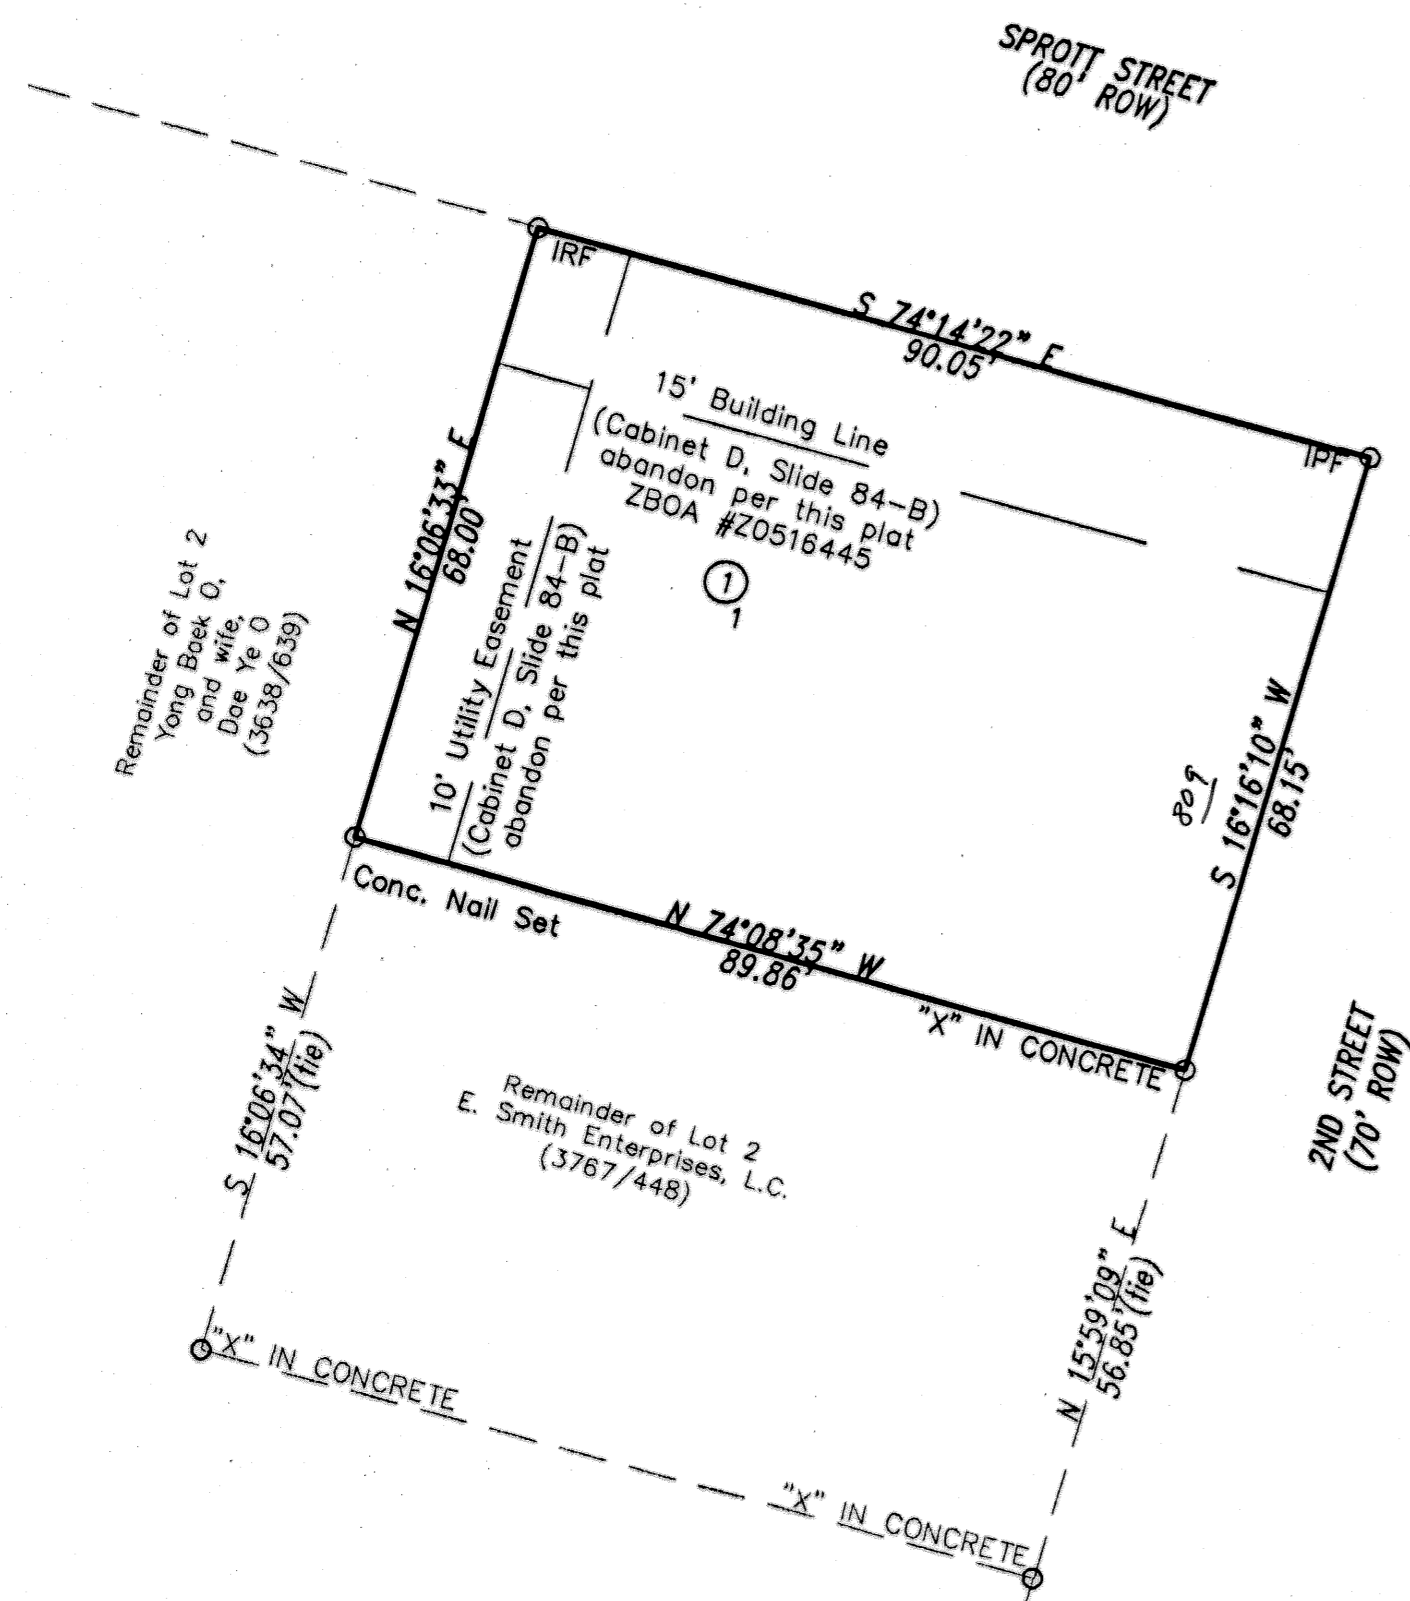 SPROTT STREET
(80' ROW)
IRF
S 74°14'22" E
90.05'
IPF
15' Building Line
(Cabinet D, Slide 84-B)
abandon per this plat
ZBOA #Z0516445
1
1
N 16°06'33" E
68.00'
10' Utility Easement
(Cabinet D, Slide 84-B)
abandon per this plat
Remainder of Lot 2
Yong Baek O,
and wife,
Dae Ye O
(3638/639)
809
S 16°16'10" W
68.15'
Conc. Nail Set
N 74°08'35" W
89.86'
"X" IN CONCRETE
2ND STREET
(70' ROW)
S 16°06'34" W
57.07'(tie)
Remainder of Lot 2
E. Smith Enterprises, L.C.
(3767/448)
N 15°59'09" E
56.85'(tie)
"X" IN CONCRETE
"X" IN CONCRETE